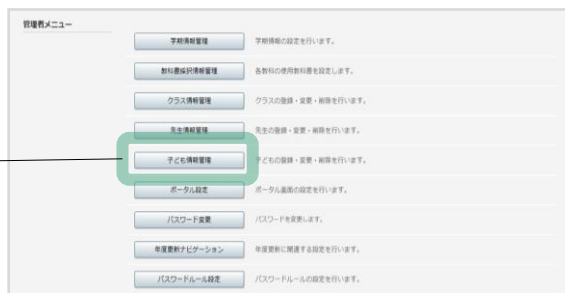 管理者メニュー
学期情報管理 学期情報の設定を行います。
教科書採択情報管理 各教科の使用教科書を設定します。
クラス情報管理 クラスの登録・変更・削除を行います。
先生情報管理 先生の登録・変更・削除を行います。
子ども情報管理 子どもの登録・変更・削除を行います。
ポータル設定 ポータル画面の設定を行います。
パスワード変更 パスワードを変更します。
年度更新ナビゲーション 年度更新に関連する設定を行います。
パスワードルール設定 パスワードルールの設定を行います。